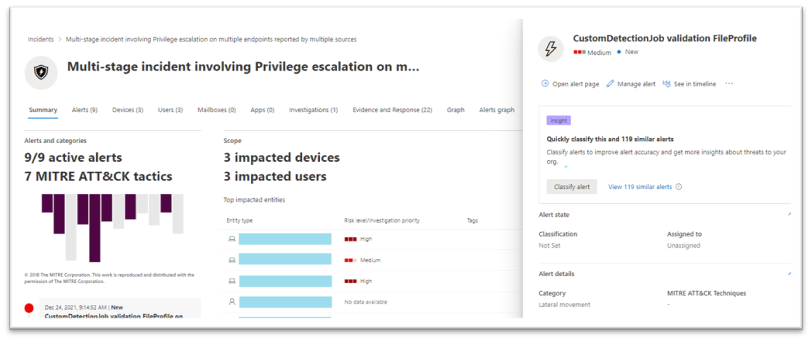 Incidents > Multi-stage incident involving Privilege escalation on multiple endpoints reported by multiple sources
Multi-stage incident involving Privilege escalation on m...
Summary Alerts (9) Devices (3) Users (3) Mailboxes (0) Apps (0) Investigations (1) Evidence and Response (22) Graph Alerts graph
Alerts and categories
9/9 active alerts
7 MITRE ATT&CK tactics
© 2018 The MITRE Corporation. This work is reproduced and distributed with the
permission of The MITRE Corporation.
Dec 24, 2021, 9:14:52 AM | New
CustomDetectionJob validation FileProfile on
Scope
3 impacted devices
3 impacted users
Top impacted entities
Entity type Risk level/Investigation priority Tags
High
Medium
High
No data available
CustomDetectionJob validation FileProfile
Medium New
Open alert page Manage alert See in timeline ...
Insight
Quickly classify this and 119 similar alerts
Classify alerts to improve alert accuracy and get more insights about threats to your
org.
Classify alert View 119 similar alerts
Alert state
Classification Assigned to
Not Set Unassigned
Alert details
Category MITRE ATT&CK Techniques
Lateral movement -